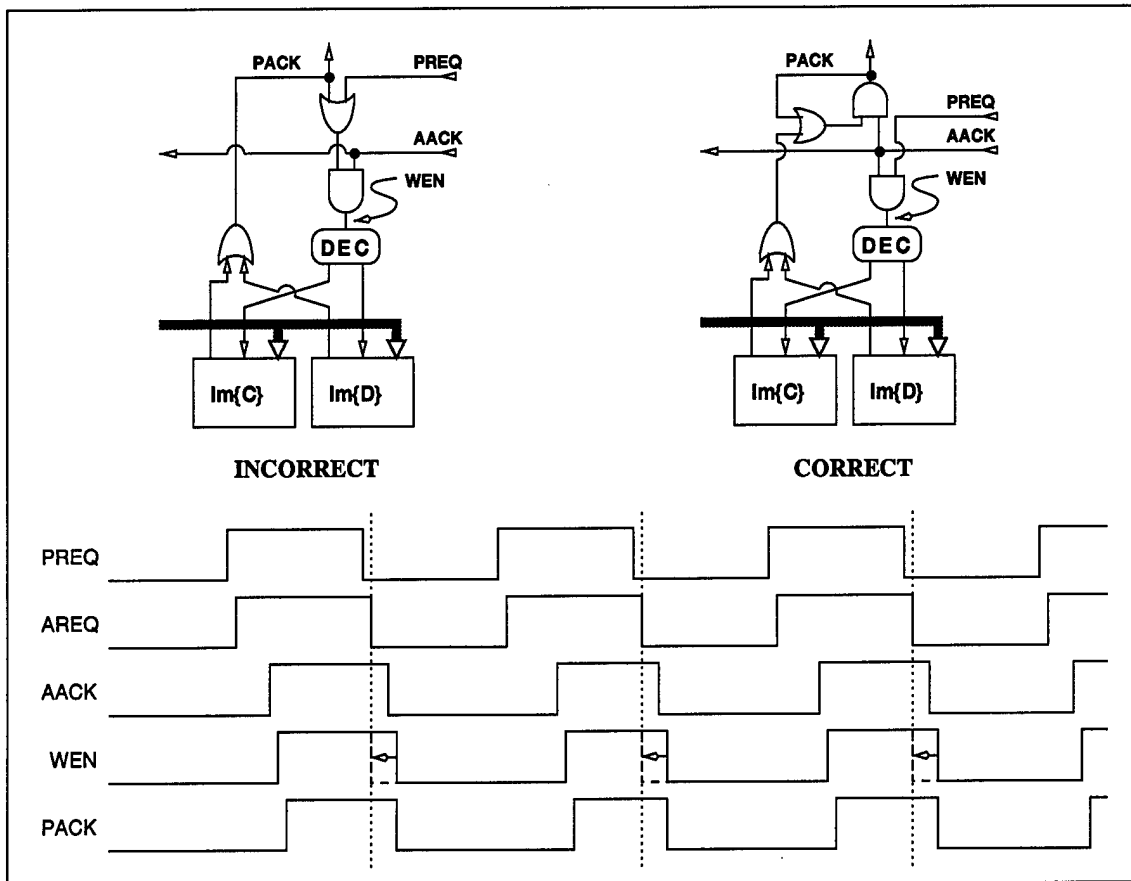 PACK PREQ
AACK
WEN
DEC
Im{C} Im{D}
INCORRECT
PACK
PREQ
AACK
WEN
DEC
Im{C} Im{D}
CORRECT
PREQ
AREQ
AACK
WEN
PACK